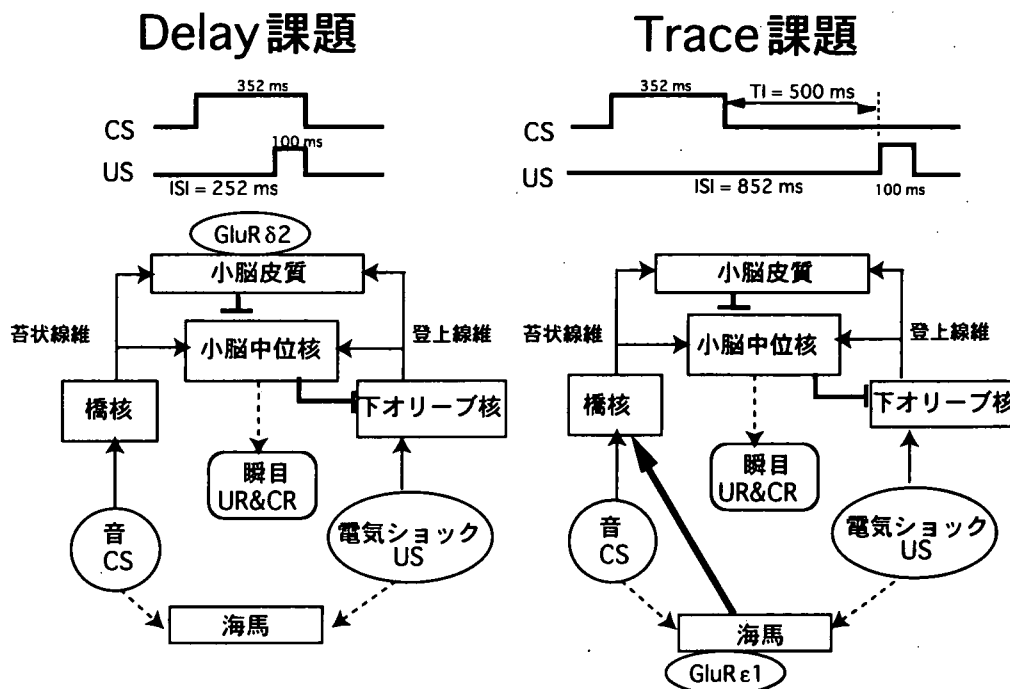 Delay課題
352 ms
CS
100 ms
US
ISI = 252 ms
GluR δ2
小脳皮質
苔状線維
登上線維
小脳中位核
橋核
下オリーブ核
瞬目
UR&CR
音
CS
電気ショック
US
海馬
Trace課題
352 ms
TI = 500 ms
CS
US
ISI = 852 ms
100 ms
小脳皮質
苔状線維
登上線維
小脳中位核
橋核
下オリーブ核
瞬目
UR&CR
音
CS
電気ショック
US
海馬
GluR ε1